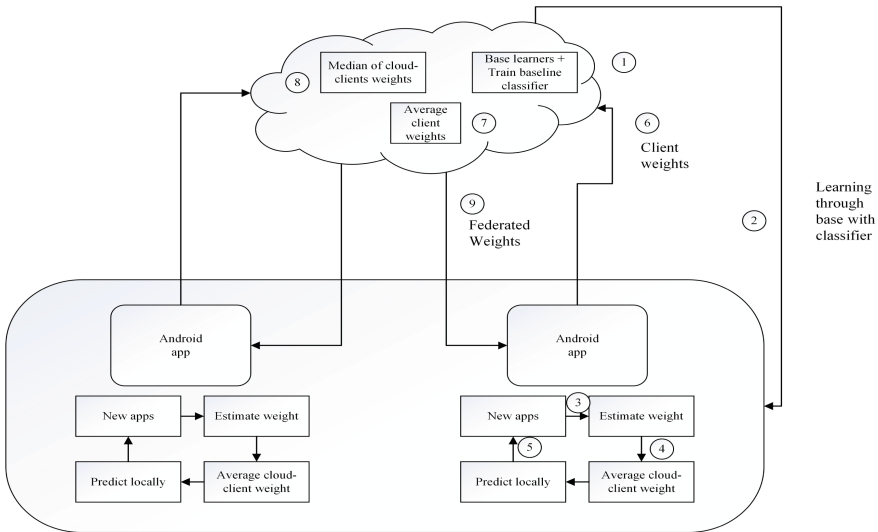 Median of cloud-
clients weights
8
Base learners +
Train baseline
classifier
1
Average
client
weights
7
6
Client
weights
9
Federated
Weights
2
Learning
through
base with
classifier
Android
app
Android
app
New apps
Estimate weight
Predict locally
Average cloud-
client weight
New apps
3
Estimate weight
5
4
Predict locally
Average cloud-
client weight